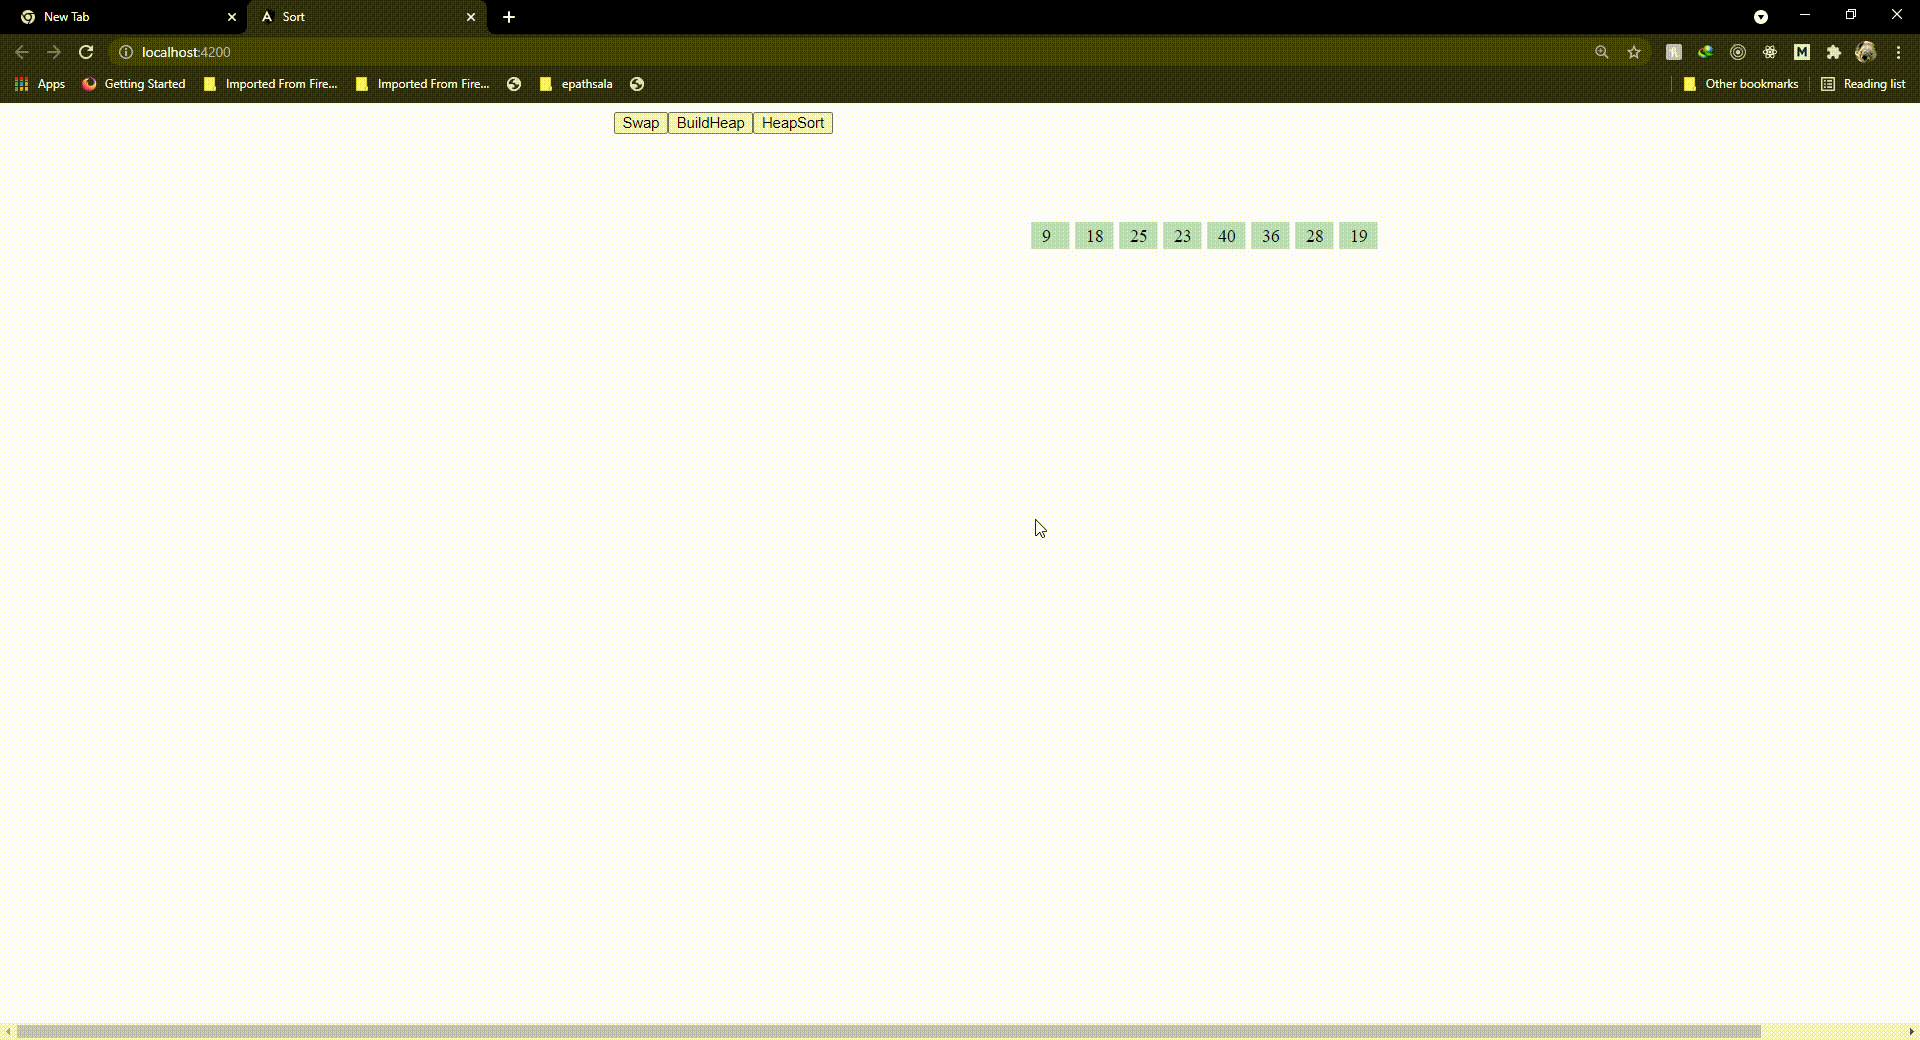 New Tab
Sort
localhost:4200
Apps Getting Started Imported From Fire... Imported From Fire... epathsala Other bookmarks Reading list
Swap BuildHeap HeapSort
9 18 25 23 40 36 28 19